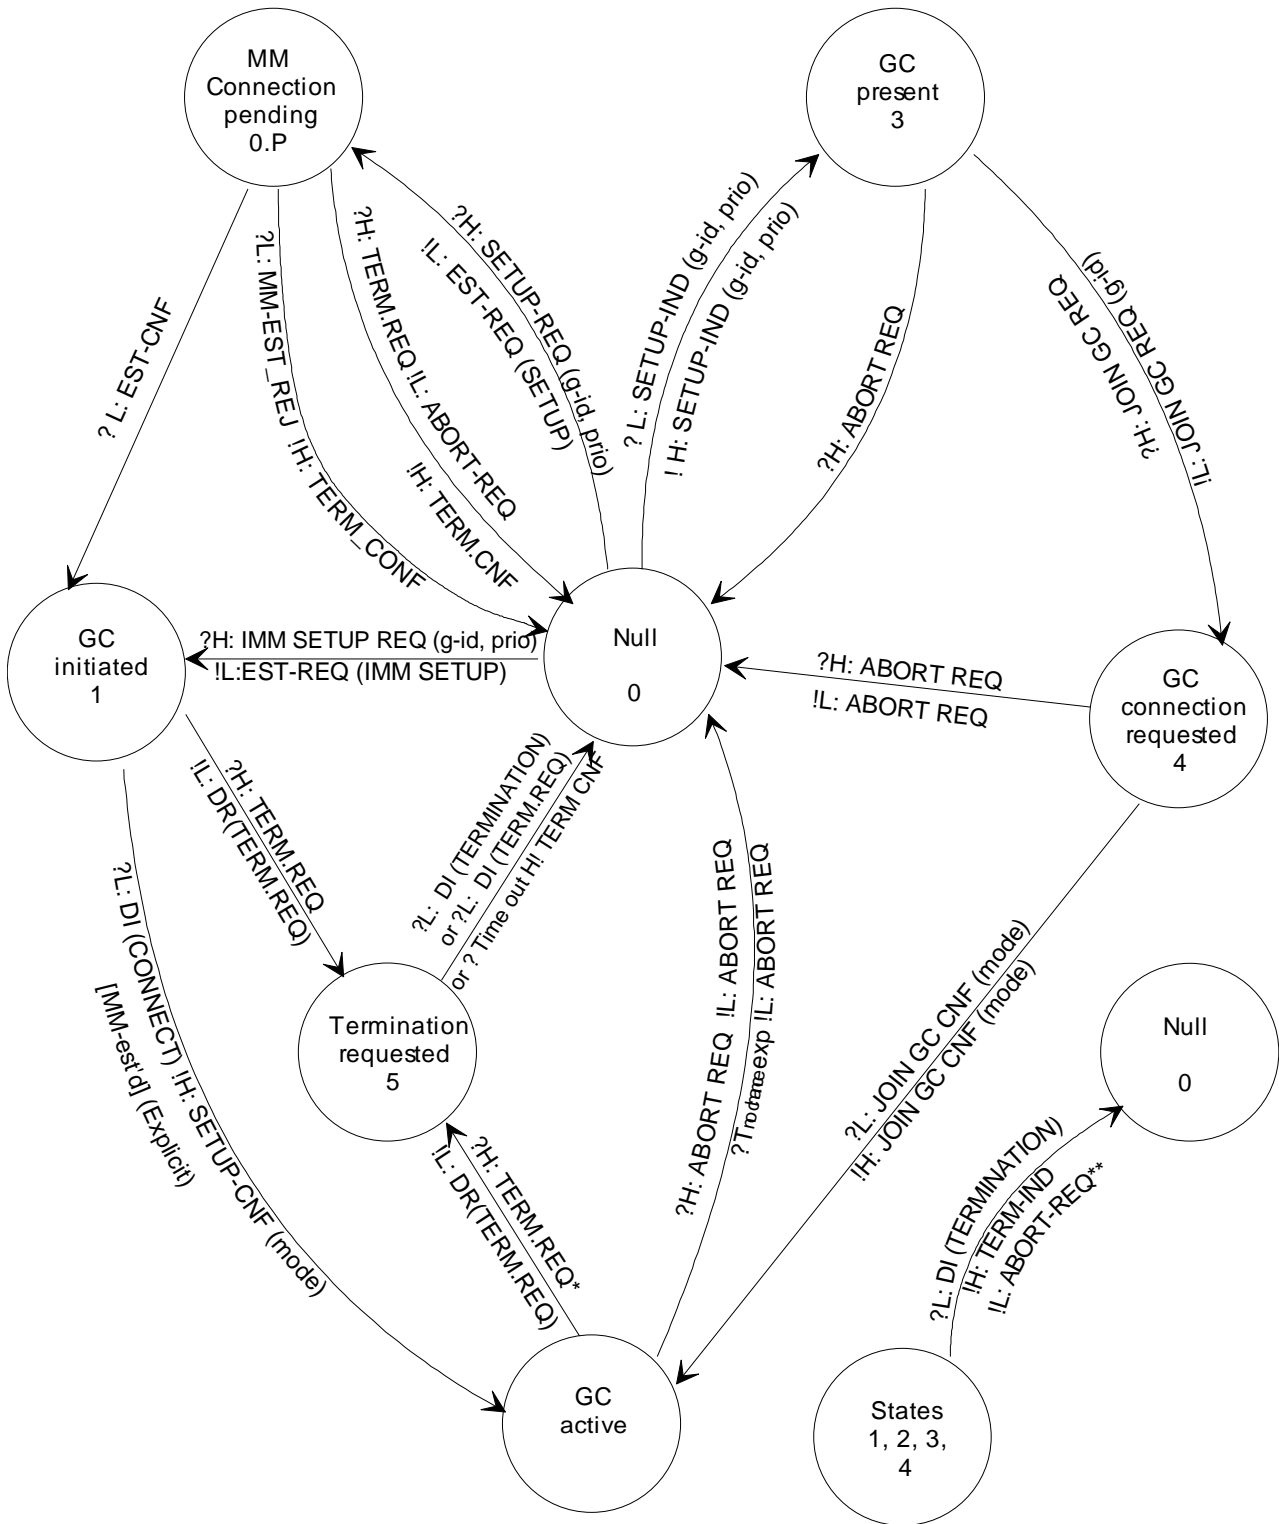 MM
Connection
pending
0.P
GC
present
3
?L: EST-CNF
?L: MM-EST_REJ !H: TERM_CONF
?H: TERM.REQ !L: ABORT-REQ
!H: TERM.CNF
?H: SETUP-REQ (g-id, prio)
!L: EST-REQ (SETUP)
? L: SETUP-IND (g-id, prio)
! H: SETUP-IND (g-id, prio)
?H: ABORT REQ
!L: JOIN GC REQ (g-id)
?H: JOIN GC REQ
GC
initiated
1
?H: IMM SETUP REQ (g-id, prio)
!L:EST-REQ (IMM SETUP)
Null
0
?H: ABORT REQ
!L: ABORT REQ
GC
connection
requested
4
?H: TERM.REQ
!L: DR(TERM.REQ)
?L: DI (TERMINATION)
or ?L: DI (TERM.REQ)
or ? Time out H! TERM CNF
?L: DI (CONNECT) !H: SETUP-CNF (mode)
[MM-est'd] (Explicit)
Termination
requested
5
?H: ABORT REQ !L: ABORT REQ
exp !L: ABORT REQ
?L: JOIN GC CNF (mode)
!H: JOIN GC CNF (mode)
Null
0
?H: TERM.REQ*
!L: DR(TERM.REQ)
?L: DI (TERMINATION)
!H: TERM-IND
!L: ABORT-REQ**
GC
active
States
1, 2, 3,
4